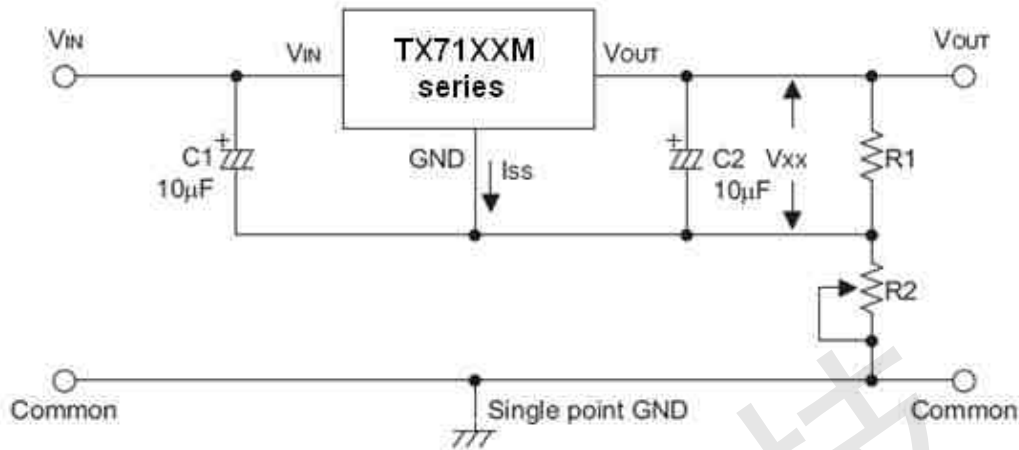 VIN
VIN
TX71XXM
series
VOUT
VOUT
C1
10μF
GND
ISS
C2
10μF
VXX
R1
R2
Common
Single point GND
Common